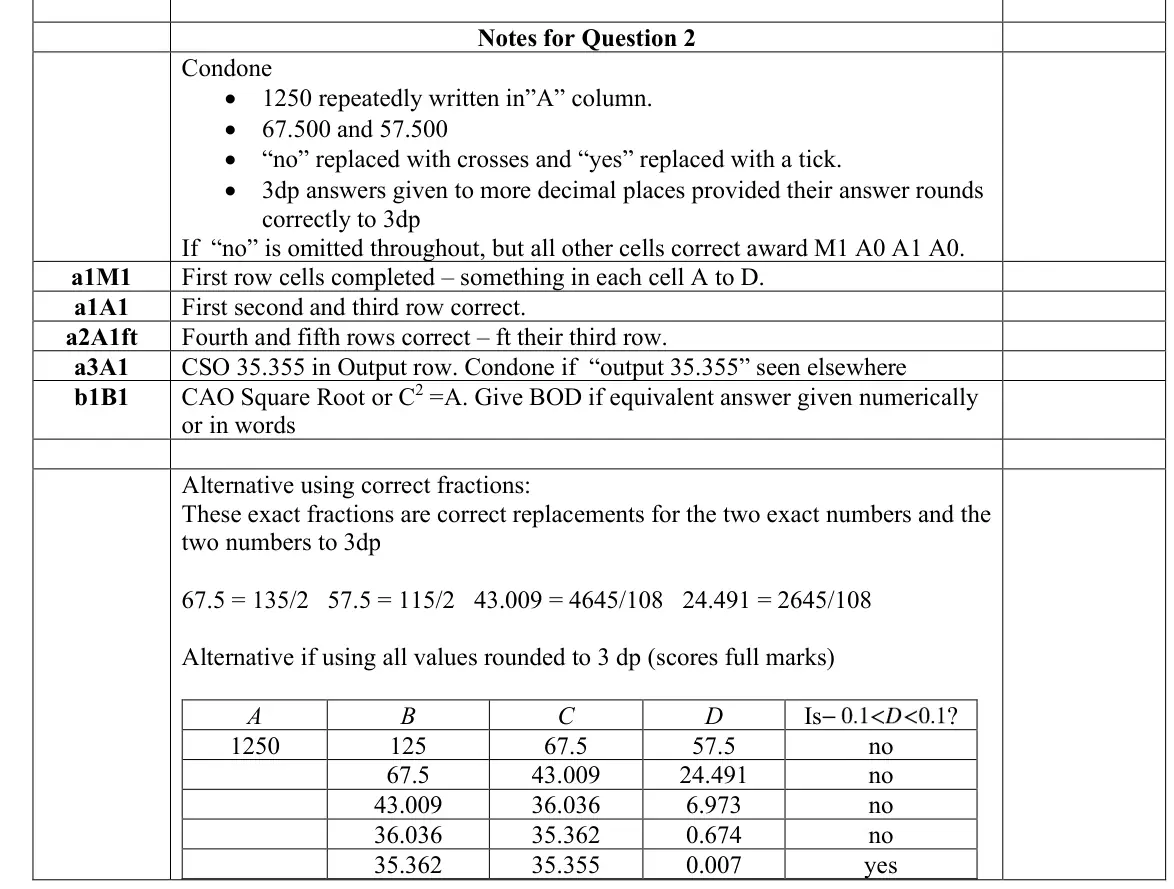 Notes for Question 2
Condone
• 1250 repeatedly written in”A” column.
• 67.500 and 57.500
• “no” replaced with crosses and “yes” replaced with a tick.
• 3dp answers given to more decimal places provided their answer rounds
correctly to 3dp
If “no” is omitted throughout, but all other cells correct award M1 A0 A1 A0.
a1M1 First row cells completed – something in each cell A to D.
a1A1 First second and third row correct.
a2A1ft Fourth and fifth rows correct – ft their third row.
a3A1 CSO 35.355 in Output row. Condone if “output 35.355” seen elsewhere
b1B1 CAO Square Root or C² =A. Give BOD if equivalent answer given numerically
or in words
Alternative using correct fractions:
These exact fractions are correct replacements for the two exact numbers and the
two numbers to 3dp
67.5 = 135/2 57.5 = 115/2 43.009 = 4645/108 24.491 = 2645/108
Alternative if using all values rounded to 3 dp (scores full marks)
A B C D Is− 0.1<D<0.1?
1250 125 67.5 57.5 no
67.5 43.009 24.491 no
43.009 36.036 6.973 no
36.036 35.362 0.674 no
35.362 35.355 0.007 yes